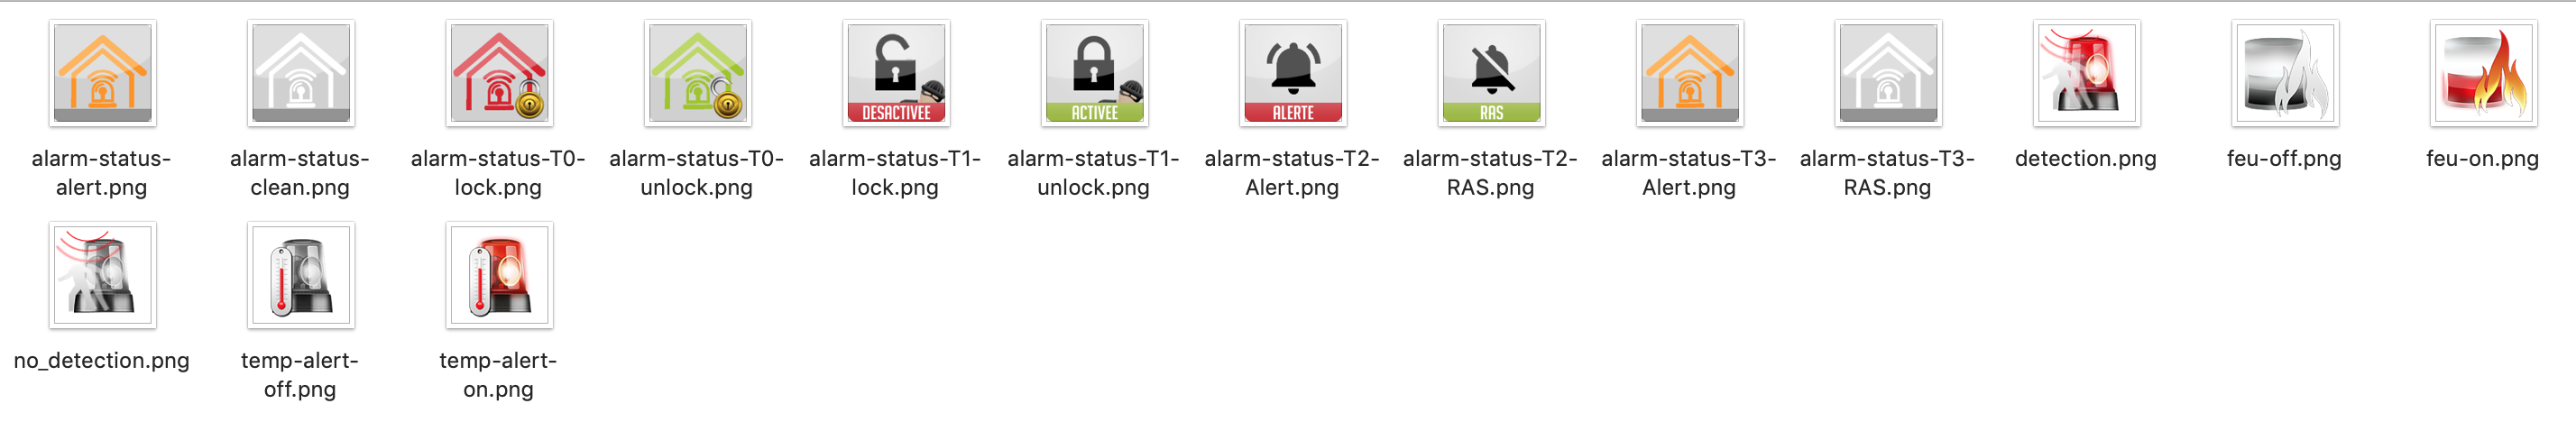 DESACTIVEE
ACTIVEE
ALERTE
RAS
alarm-status-
alert.png
alarm-status-
clean.png
alarm-status-T0-
lock.png
alarm-status-T0-
unlock.png
alarm-status-T1-
lock.png
alarm-status-T1-
unlock.png
alarm-status-T2-
Alert.png
alarm-status-T2-
RAS.png
alarm-status-T3-
Alert.png
alarm-status-T3-
RAS.png
detection.png
feu-off.png
feu-on.png
no_detection.png
temp-alert-
off.png
temp-alert-
on.png